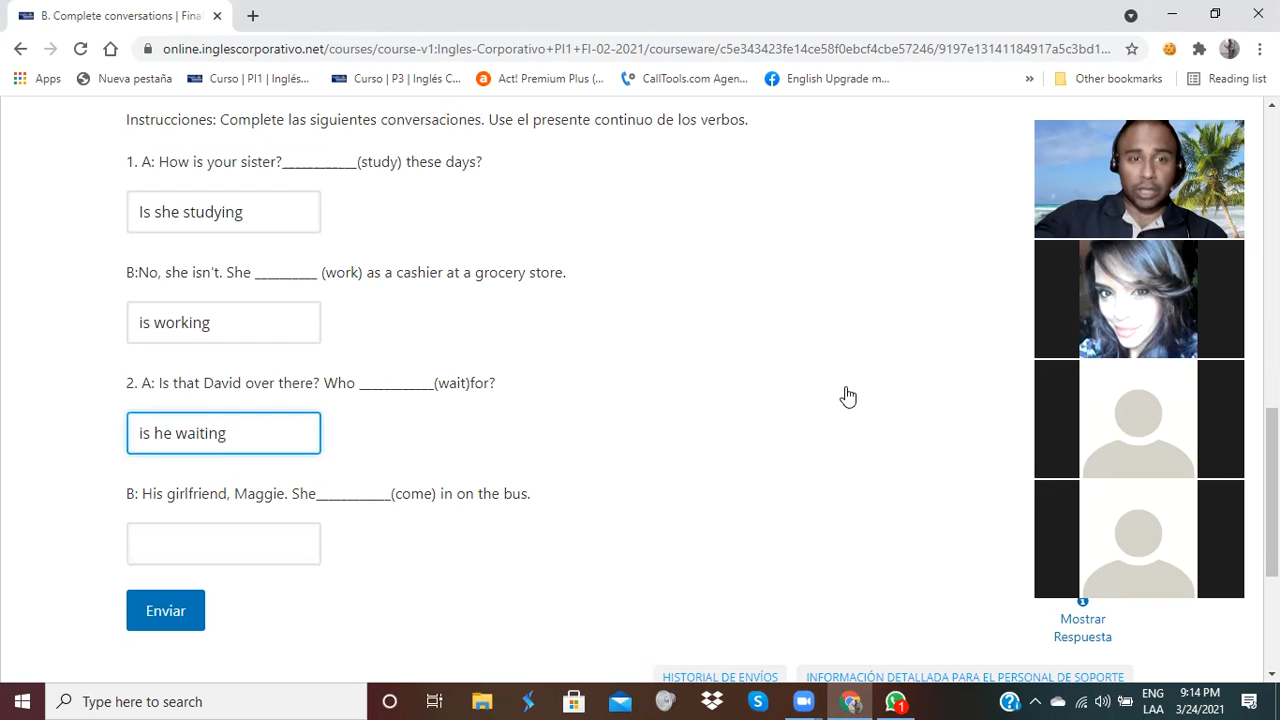 B. Complete conversations | Fina
online.inglescorporativo.net/courses/course-v1:Ingles-Corporativo+PI1+FI-02-2021/courseware/c5e343423fe14ce58f0ebcf4cbe57246/9197e13141184917a5c3bd1...
Apps Nueva pestaña Curso | PI1 | Inglés... Curso | P3 | Inglés C... Act! Premium Plus (... CallTools.com Agen... English Upgrade m... » Other bookmarks Reading list
Instrucciones: Complete las siguientes conversaciones. Use el presente continuo de los verbos.
1. A: How is your sister?____________(study) these days?
Is she studying
B:No, she isn't. She __________ (work) as a cashier at a grocery store.
is working
2. A: Is that David over there? Who ____________(wait)for?
is he waiting
B: His girlfriend, Maggie. She____________(come) in on the bus.
Enviar
Mostrar
Respuesta
HISTORIAL DE ENVÍOS INFORMACIÓN DETALLADA PARA EL PERSONAL DE SOPORTE
Type here to search
1
ENG
LAA
9:14 PM
3/24/2021